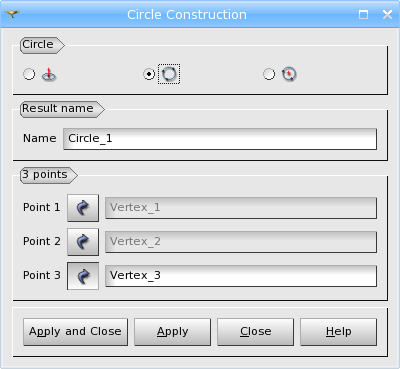 Circle Construction
Circle
Result name
Name Circle_1
3 points
Point 1 Vertex_1
Point 2 Vertex_2
Point 3 Vertex_3
Apply and Close Apply Close Help